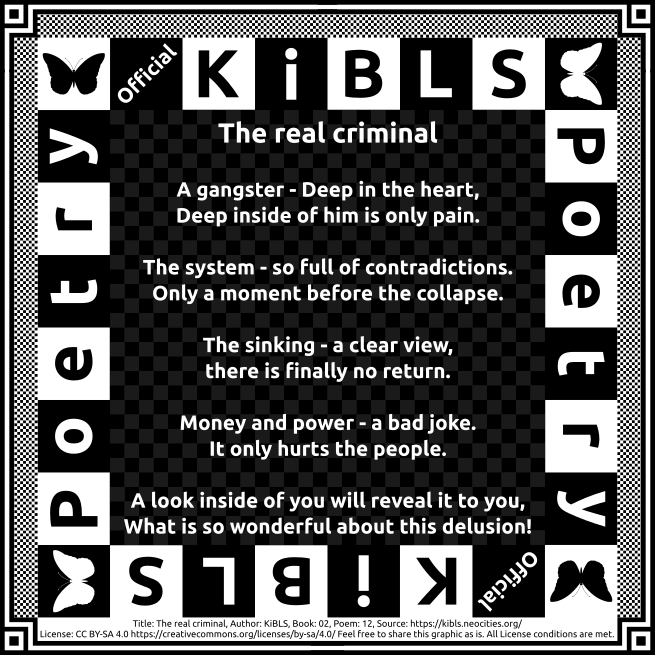 Official KiBLS
Poetry
Poetry
The real criminal
A gangster - Deep in the heart,
Deep inside of him is only pain.
The system - so full of contradictions.
Only a moment before the collapse.
The sinking - a clear view,
there is finally no return.
Money and power - a bad joke.
It only hurts the people.
A look inside of you will reveal it to you,
What is so wonderful about this delusion!
Official KiBLS
Title: The real criminal, Author: KiBLS, Book: 02, Poem: 12, Source: https://kibls.neocities.org/
License: CC BY-SA 4.0 https://creativecommons.org/licenses/by-sa/4.0/ Feel free to share this graphic as is. All License conditions are met.